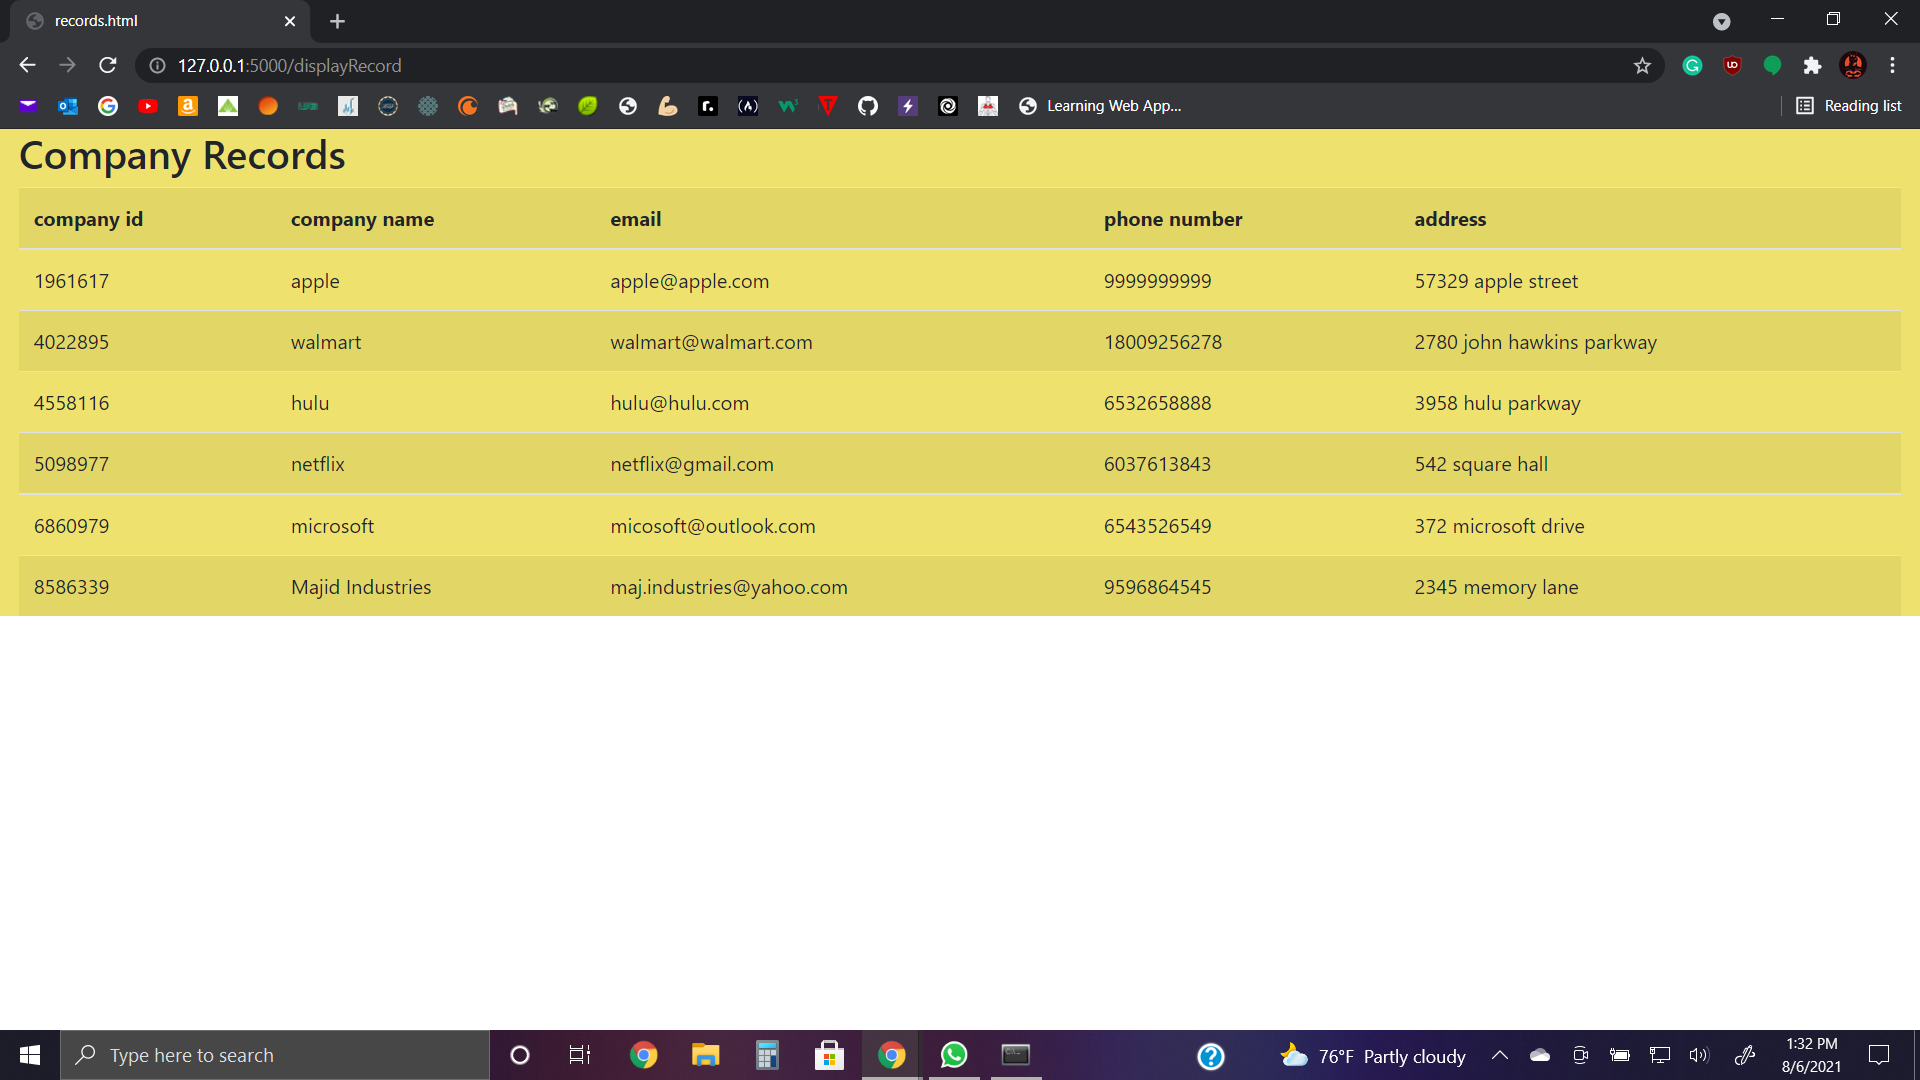 records.html
127.0.0.1:5000/displayRecord
Learning Web App...
Reading list
Company Records
company id company name email phone number address
1961617 apple apple@apple.com 9999999999 57329 apple street
4022895 walmart walmart@walmart.com 18009256278 2780 john hawkins parkway
4558116 hulu hulu@hulu.com 6532658888 3958 hulu parkway
5098977 netflix netflix@gmail.com 6037613843 542 square hall
6860979 microsoft micosoft@outlook.com 6543526549 372 microsoft drive
8586339 Majid Industries maj.industries@yahoo.com 9596864545 2345 memory lane
Type here to search
76°F Partly cloudy
1:32 PM
8/6/2021